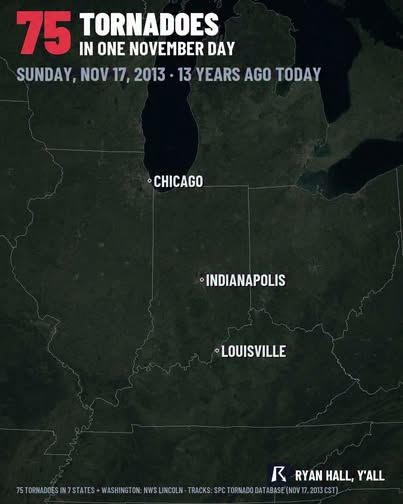 75 TORNADOES
IN ONE NOVEMBER DAY
SUNDAY, NOV 17, 2013 · 13 YEARS AGO TODAY
CHICAGO
INDIANAPOLIS
LOUISVILLE
RYAN HALL, Y'ALL
75 TORNADOES IN 7 STATES + WASHINGTON: NWS LINCOLN · TRACKS: SPC TORNADO DATABASE (NOV 17, 2013 CST)